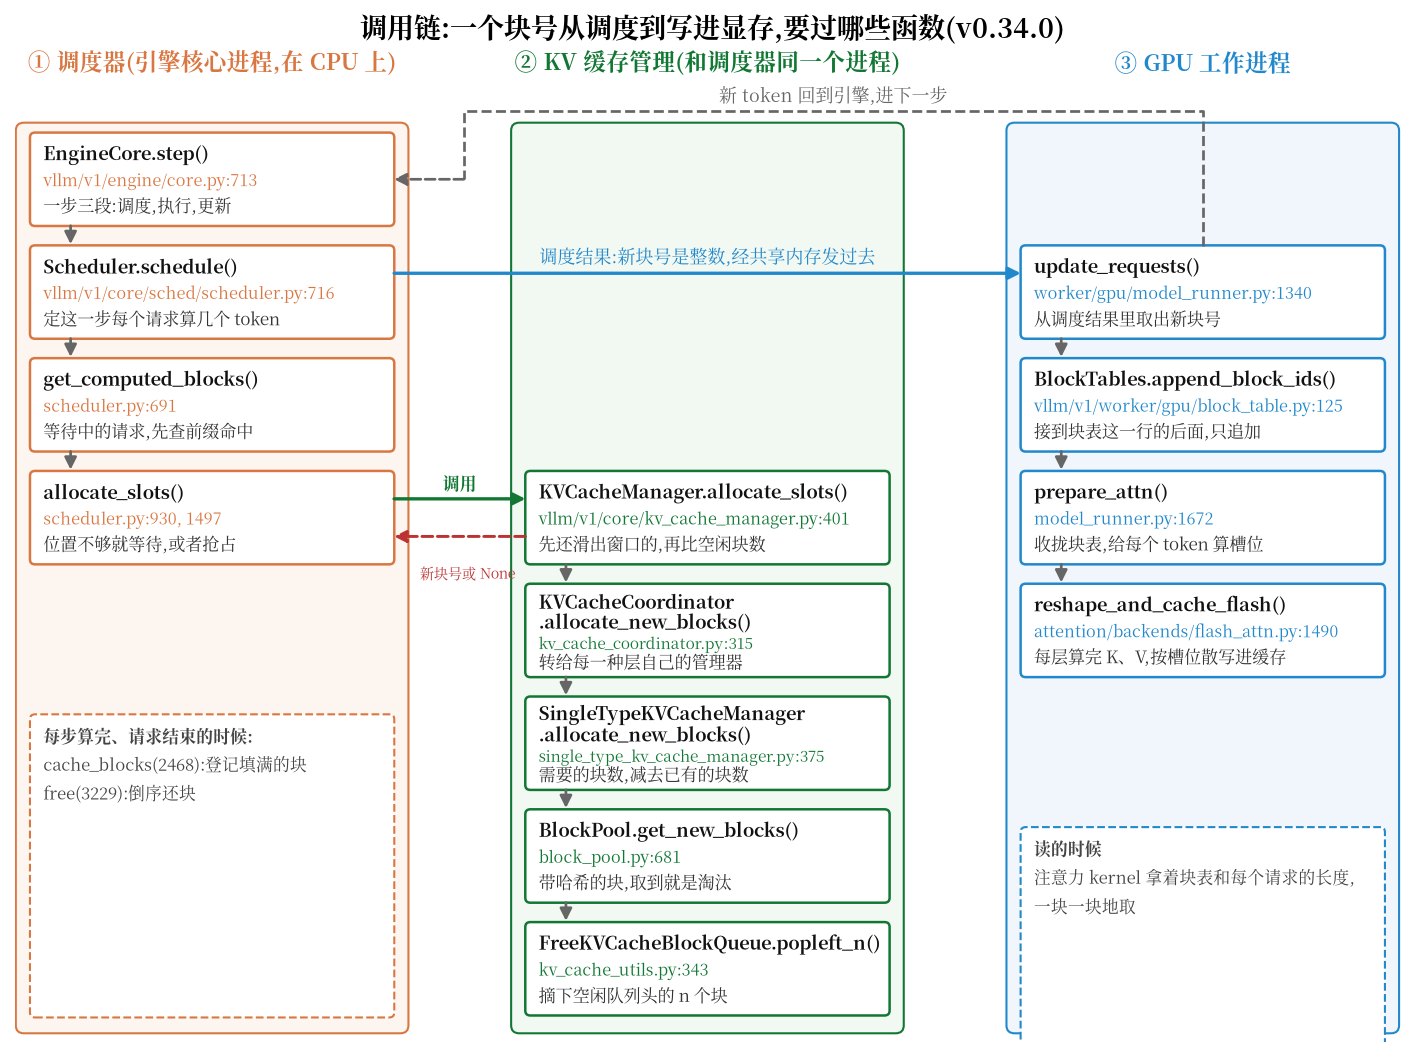 调用链:一个块号从调度到写进显存,要过哪些函数(v0.34.0)
① 调度器(引擎核心进程,在 CPU 上)
② KV 缓存管理(和调度器同一个进程)
③ GPU 工作进程
新 token 回到引擎,进下一步
EngineCore.step()
vllm/v1/engine/core.py:713
一步三段:调度,执行,更新
Scheduler.schedule()
vllm/v1/core/sched/scheduler.py:716
定这一步每个请求算几个 token
get_computed_blocks()
scheduler.py:691
等待中的请求,先查前缀命中
allocate_slots()
scheduler.py:930, 1497
位置不够就等待,或者抢占
每步算完、请求结束的时候:
cache_blocks(2468):登记填满的块
free(3229):倒序还块
调度结果:新块号是整数,经共享内存发过去
调用
新块号或 None
KVCacheManager.allocate_slots()
vllm/v1/core/kv_cache_manager.py:401
先还滑出窗口的,再比空闲块数
KVCacheCoordinator
.allocate_new_blocks()
kv_cache_coordinator.py:315
转给每一种层自己的管理器
SingleTypeKVCacheManager
.allocate_new_blocks()
single_type_kv_cache_manager.py:375
需要的块数,减去已有的块数
BlockPool.get_new_blocks()
block_pool.py:681
带哈希的块,取到就是淘汰
FreeKVCacheBlockQueue.popleft_n()
kv_cache_utils.py:343
摘下空闲队列头的 n 个块
update_requests()
worker/gpu/model_runner.py:1340
从调度结果里取出新块号
BlockTables.append_block_ids()
vllm/v1/worker/gpu/block_table.py:125
接到块表这一行的后面,只追加
prepare_attn()
model_runner.py:1672
收拢块表,给每个 token 算槽位
reshape_and_cache_flash()
attention/backends/flash_attn.py:1490
每层算完 K、V,按槽位散写进缓存
读的时候
注意力 kernel 拿着块表和每个请求的长度,
一块一块地取